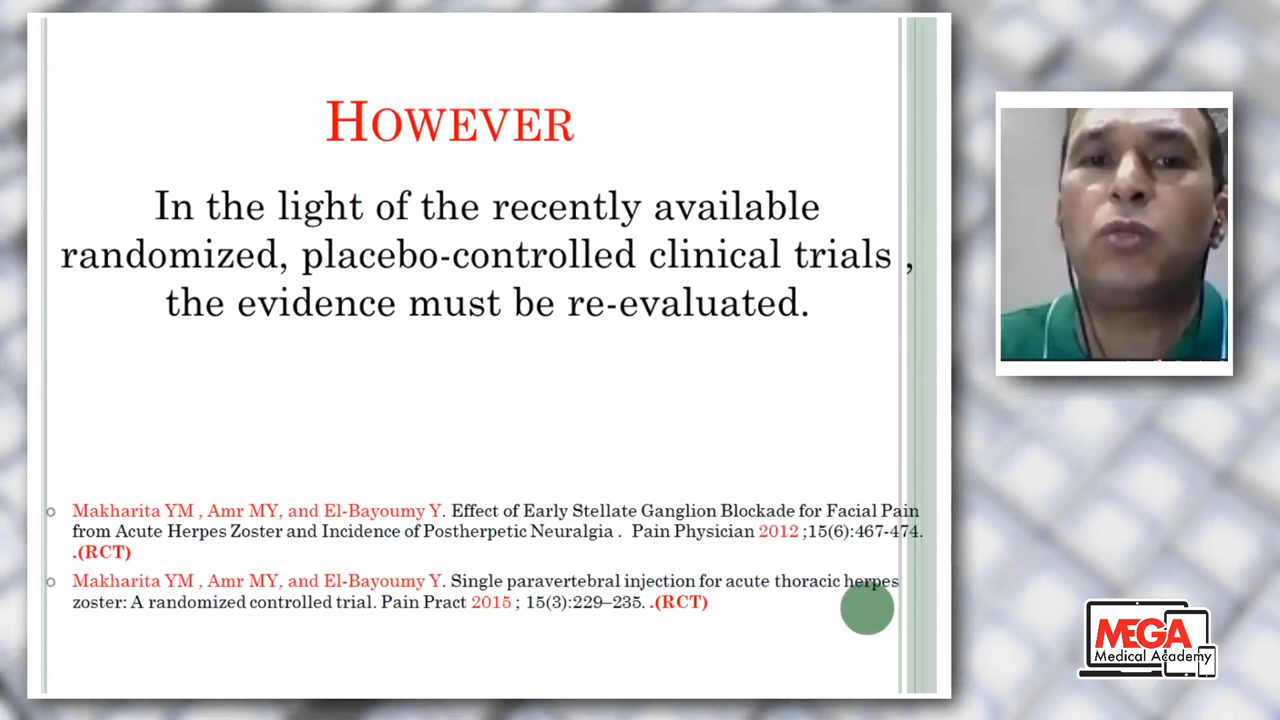 HOWEVER
In the light of the recently available
randomized, placebo-controlled clinical trials ,
the evidence must be re-evaluated.
Makharita YM , Amr MY, and El-Bayoumy Y. Effect of Early Stellate Ganglion Blockade for Facial Pain
from Acute Herpes Zoster and Incidence of Postherpetic Neuralgia . Pain Physician 2012 ;15(6):467-474.
.(RCT)
Makharita YM , Amr MY, and El-Bayoumy Y. Single paravertebral injection for acute thoracic herpes
zoster: A randomized controlled trial. Pain Pract 2015 ; 15(3):229–235. .(RCT)
MEGA
Medical Academy